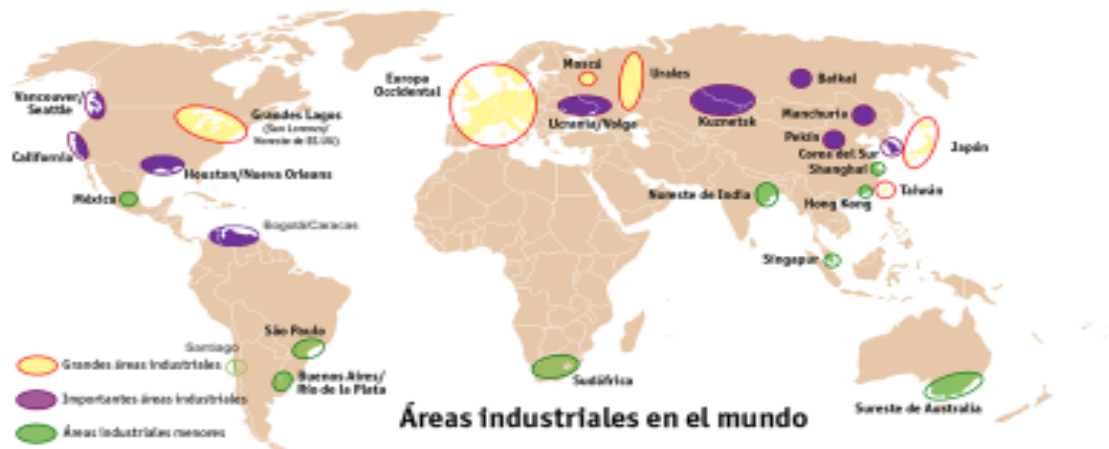 Vancouver/
Seattle
California
México
Grandes Lagos
(San Lorenzo/
Noreste de EE.UU)
Houston/Nueva Orleans
Bogotá/Caracas
São Paulo
Santiago
Buenos Aires/
Río de la Plata
Europa
Occidental
Moscú
Urales
Ucrania/Volga
Kuznetsk
Baikal
Manchuria
Pekín
Corea del Sur
Japón
Shanghai
Taiwán
Hong Kong
Noreste de India
Singapur
Sudáfrica
Sureste de Australia
Grandes áreas industriales
Importantes áreas industriales
Áreas industriales menores
Áreas industriales en el mundo